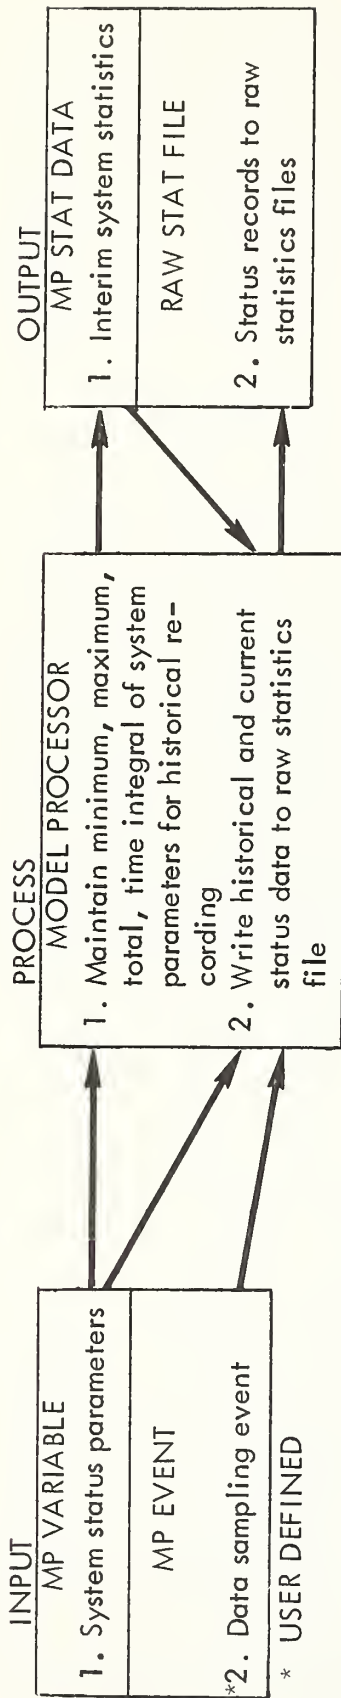 INPUT
MP VARIABLE
1. System status parameters
MP EVENT
*2. Data sampling event
* USER DEFINED
PROCESS
MODEL PROCESSOR
1. Maintain minimum, maximum,
total, time integral of system
parameters for historical re-
cording
2. Write historical and current
status data to raw statistics
file
OUTPUT
MP STAT DATA
1. Interim system statistics
RAW STAT FILE
2. Status records to raw
statistics files